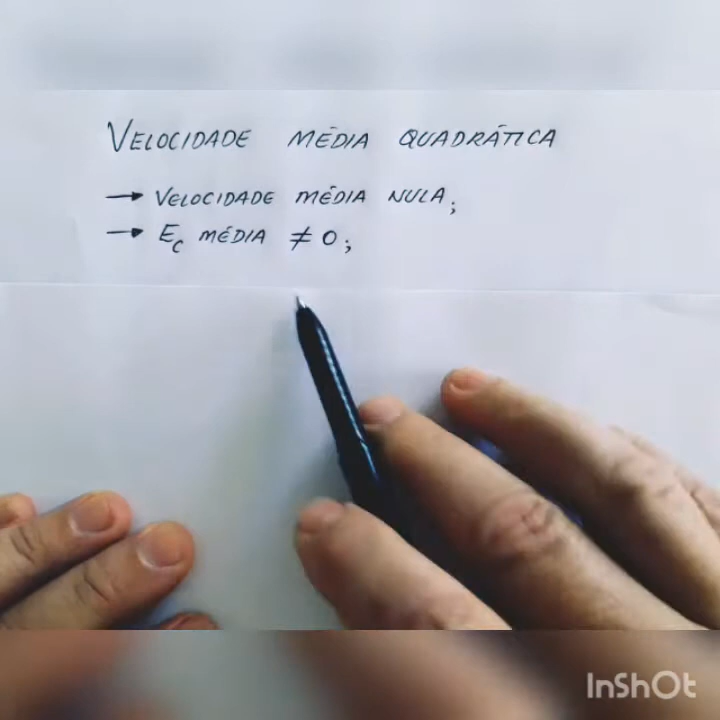 VELOCIDADE MÉDIA QUADRÁTICA
→ VELOCIDADE MÉDIA NULA;
→ Ec MÉDIA ≠ 0;
InShOt